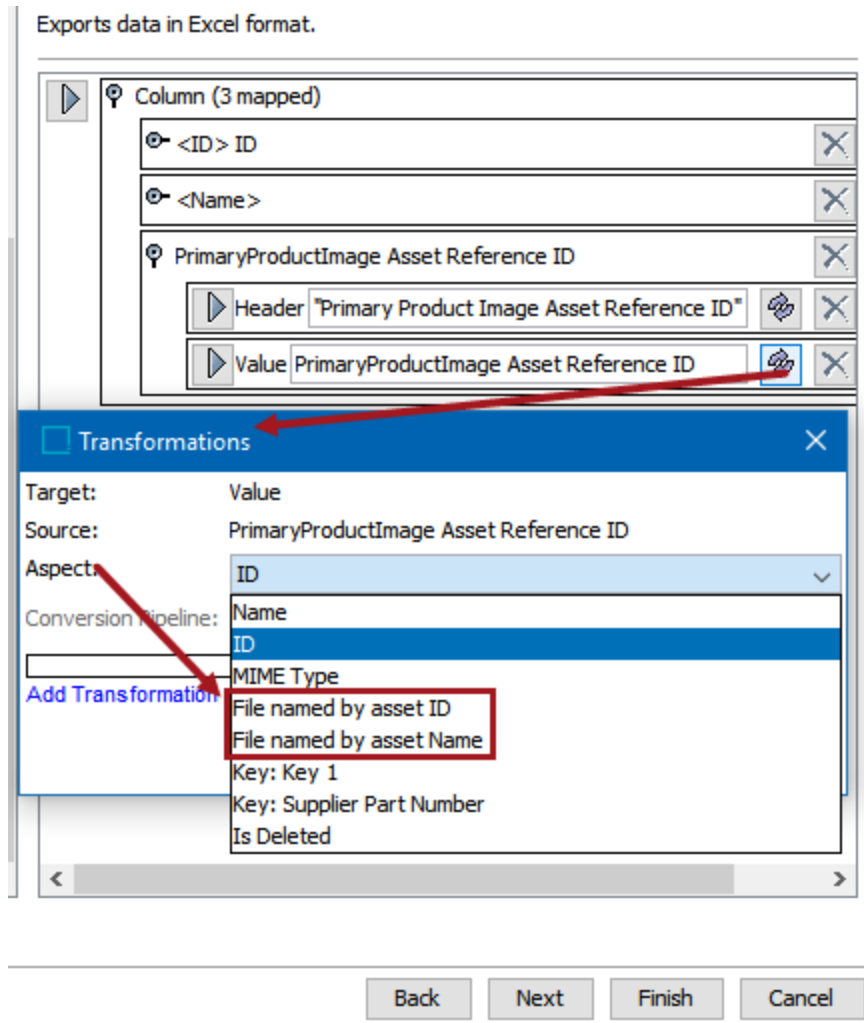 Exports data in Excel format.
Column (3 mapped)
<ID> ID
<Name>
PrimaryProductImage Asset Reference ID
Header "Primary Product Image Asset Reference ID"
Value PrimaryProductImage Asset Reference ID
Transformations
Target: Value
Source: PrimaryProductImage Asset Reference ID
Aspect: ID
Conversion Pipeline: Name
ID
MIME Type
Add Transformation File named by asset ID
File named by asset Name
Key: Key 1
Key: Supplier Part Number
Is Deleted
Back Next Finish Cancel